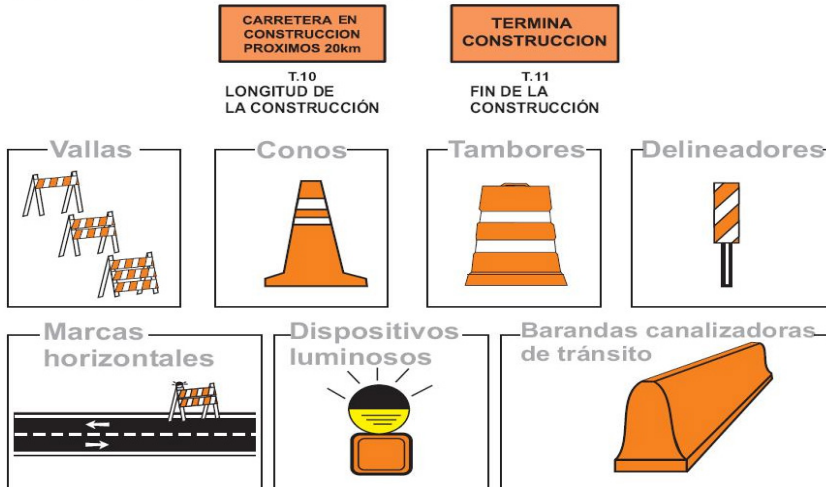 CARRETERA EN
CONSTRUCCION
PROXIMOS 20km
TERMINA
CONSTRUCCION
T.10
LONGITUD DE
LA CONSTRUCCIÓN
T.11
FIN DE LA
CONSTRUCCIÓN
Vallas
Conos
Tambores
Delineadores
Marcas
horizontales
Dispositivos
luminosos
Barandas canalizadoras
de tránsito